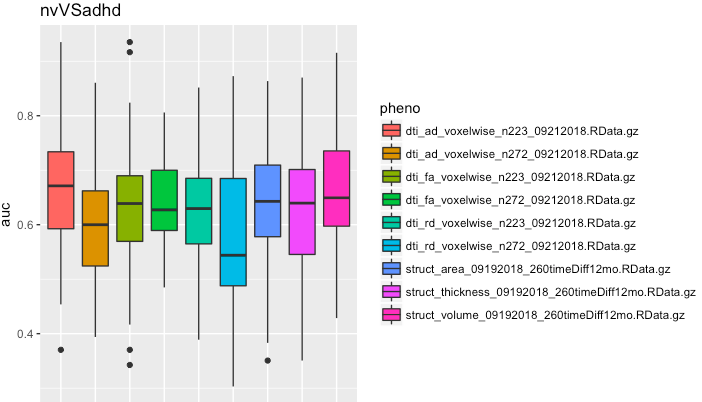 nvVSadhd
auc
0.8
0.6
0.4
pheno
dti_ad_voxelwise_n223_09212018.RData.gz
dti_ad_voxelwise_n272_09212018.RData.gz
dti_fa_voxelwise_n223_09212018.RData.gz
dti_fa_voxelwise_n272_09212018.RData.gz
dti_rd_voxelwise_n223_09212018.RData.gz
dti_rd_voxelwise_n272_09212018.RData.gz
struct_area_09192018_260timeDiff12mo.RData.gz
struct_thickness_09192018_260timeDiff12mo.RData.gz
struct_volume_09192018_260timeDiff12mo.RData.gz